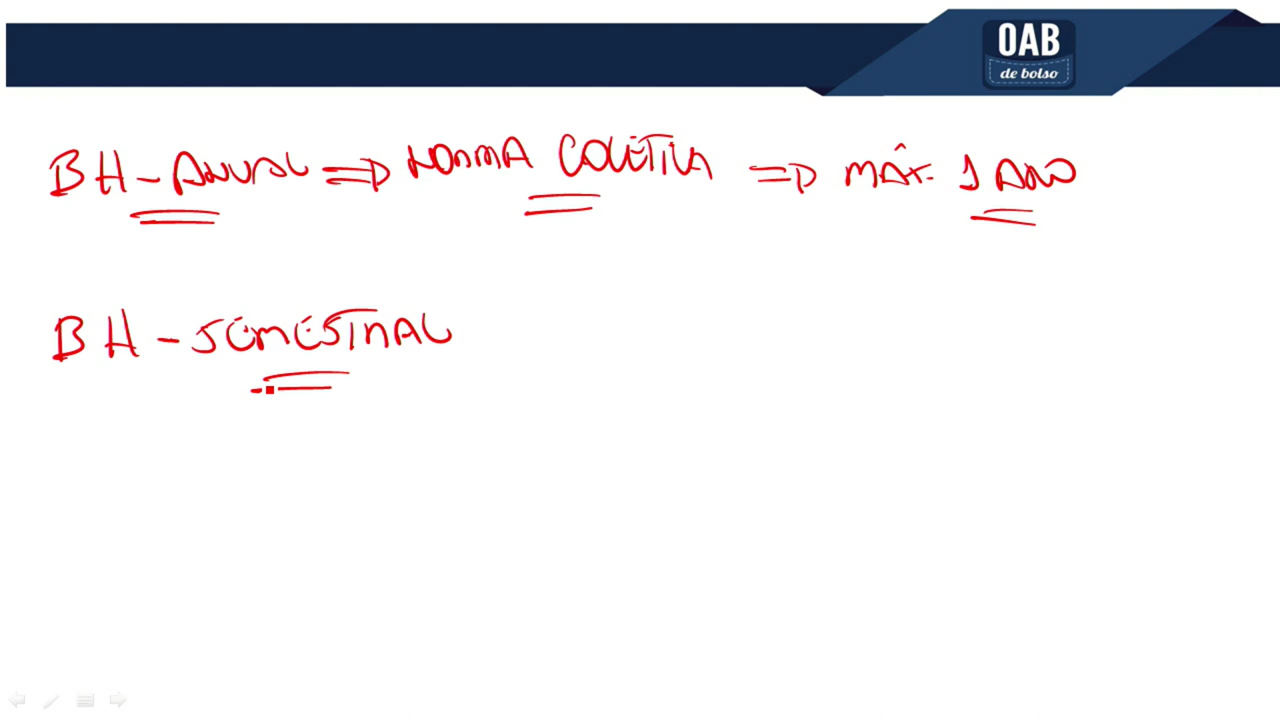 OAB
de bolso
BH - ANUAL => NORMA COLETIVA => MÁX. 1 ANO
BH - SEMESTRAL